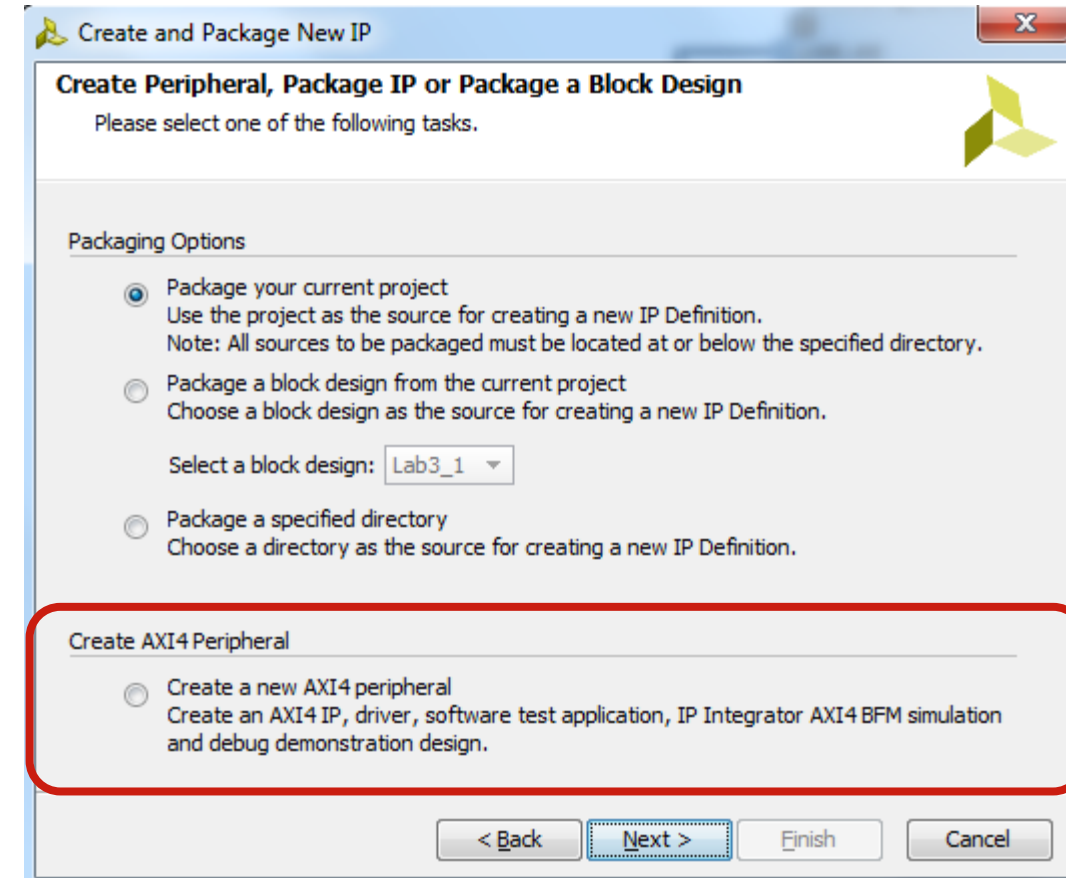 Create and Package New IP
Create Peripheral, Package IP or Package a Block Design
Please select one of the following tasks.
Packaging Options
Package your current project
Use the project as the source for creating a new IP Definition.
Note: All sources to be packaged must be located at or below the specified directory.
Package a block design from the current project
Choose a block design as the source for creating a new IP Definition.
Select a block design: Lab3_1
Package a specified directory
Choose a directory as the source for creating a new IP Definition.
Create AXI4 Peripheral
Create a new AXI4 peripheral
Create an AXI4 IP, driver, software test application, IP Integrator AXI4 BFM simulation
and debug demonstration design.
< Back Next > Finish Cancel